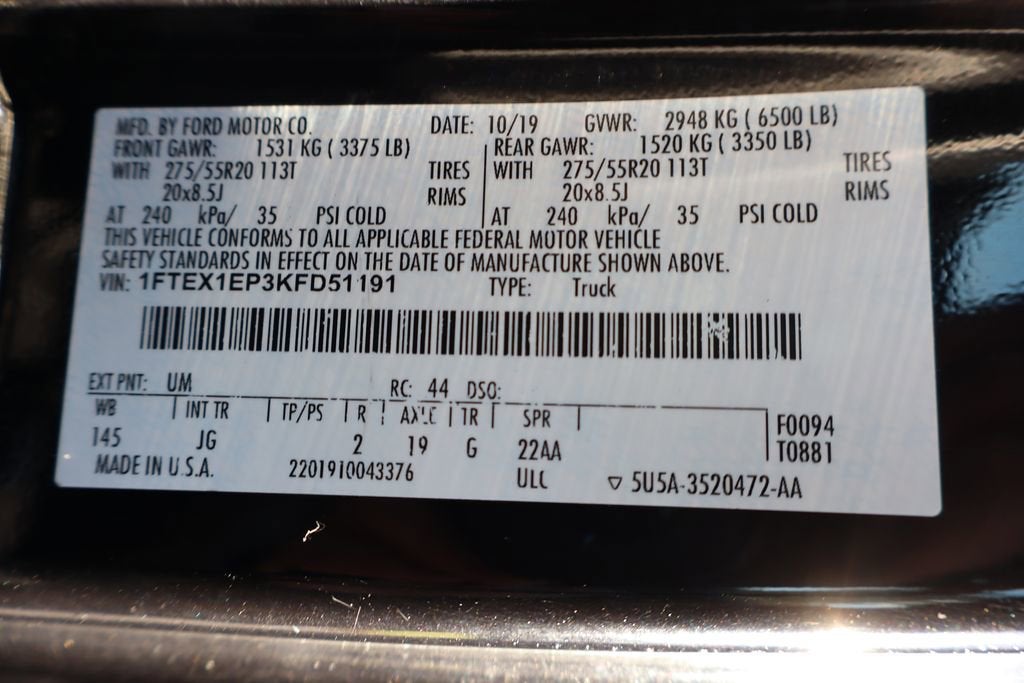 MFD. BY FORD MOTOR CO. DATE: 10/19 GVWR: 2948 KG ( 6500 LB)
FRONT GAWR: 1531 KG ( 3375 LB) REAR GAWR: 1520 KG ( 3350 LB)
WITH 275/55R20 113T TIRES WITH 275/55R20 113T TIRES
20x8.5J RIMS 20x8.5J RIMS
AT 240 kPa/ 35 PSI COLD AT 240 kPa/ 35 PSI COLD
THIS VEHICLE CONFORMS TO ALL APPLICABLE FEDERAL MOTOR VEHICLE
SAFETY STANDARDS IN EFFECT ON THE DATE OF MANUFACTURE SHOWN ABOVE.
VIN: 1FTEX1EP3KFD51191 TYPE: Truck
EXT PNT: UM RC: 44 DSO:
WB INT TR TP/PS R AXLE TR SPR F0094
145 JG 2 19 G 22AA T0881
MADE IN U.S.A. 2201910043376 ULC ▽ 5U5A-3520472-AA